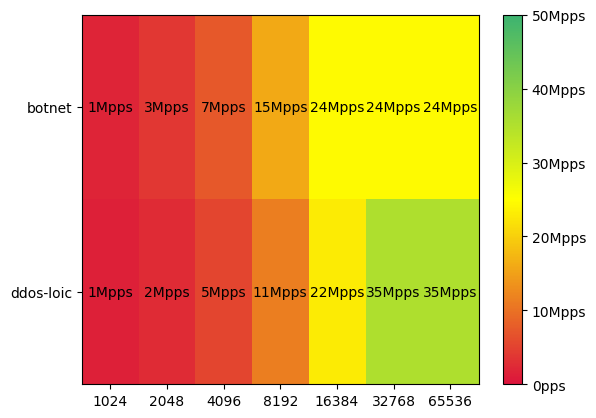 50Mpps
40Mpps
30Mpps
20Mpps
10Mpps
0pps
botnet
1Mpps 3Mpps 7Mpps 15Mpps 24Mpps 24Mpps 24Mpps
ddos-loic
1Mpps 2Mpps 5Mpps 11Mpps 22Mpps 35Mpps 35Mpps
1024 2048 4096 8192 16384 32768 65536